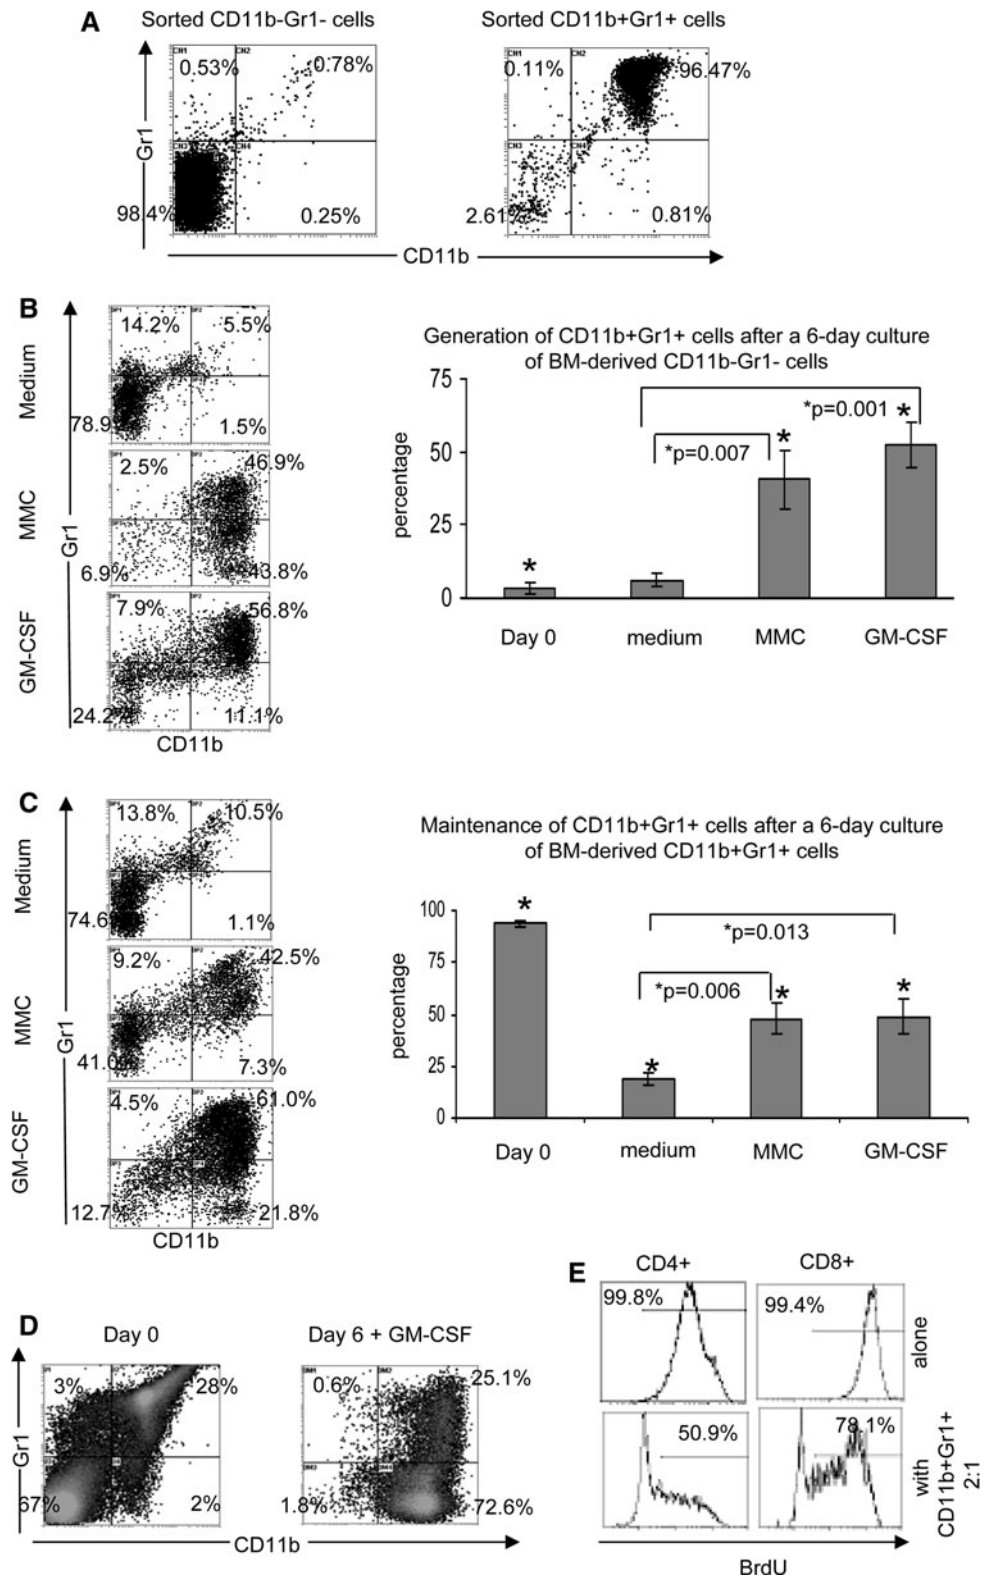 A
Sorted CD11b-Gr1- cells
Sorted CD11b+Gr1+ cells
CN1
CN2
0.53%
0.78%
CN3
CN4
98.4%
0.25%
CN1
CN2
0.11%
96.47%
CN3
CN4
2.61%
0.81%
Gr1
CD11b
B
Medium
14.2%
5.5%
78.9
1.5%
MMC
2.5%
46.9%
6.9%
43.8%
GM-CSF
7.9%
56.8%
24.2%
11.1%
Gr1
CD11b
Generation of CD11b+Gr1+ cells after a 6-day culture
of BM-derived CD11b-Gr1- cells
percentage
75
50
25
0
*p=0.001
*p=0.007
*
*
*
Day 0
medium
MMC
GM-CSF
C
Medium
13.8%
10.5%
74.6%
1.1%
MMC
9.2%
42.5%
41.0%
7.3%
GM-CSF
4.5%
61.0%
12.7%
21.8%
Gr1
CD11b
Maintenance of CD11b+Gr1+ cells after a 6-day culture
of BM-derived CD11b+Gr1+ cells
percentage
100
75
50
25
0
*p=0.013
*p=0.006
*
*
*
*
Day 0
medium
MMC
GM-CSF
D
Day 0
Day 6 + GM-CSF
3%
28%
67%
2%
0.6%
25.1%
1.8%
72.6%
Gr1
CD11b
E
CD4+
CD8+
99.8%
99.4%
alone
50.9%
78.1%
with
CD11b+Gr1+
2:1
BrdU